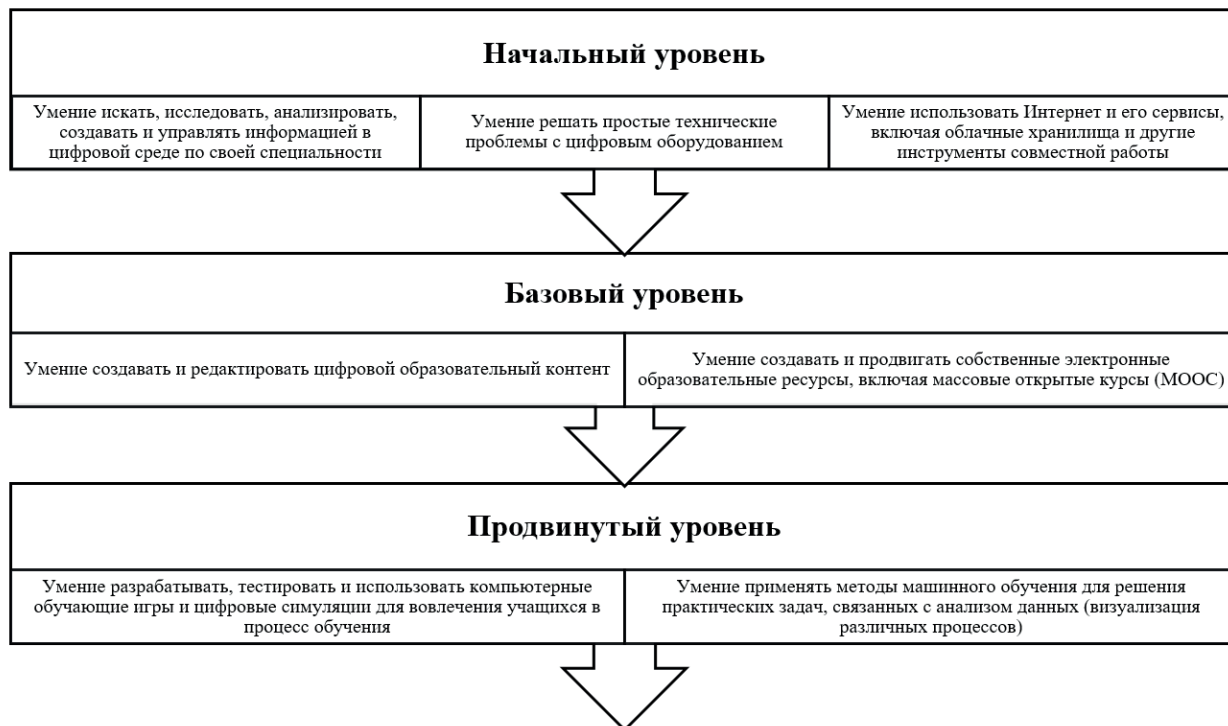 Начальный уровень
Умение искать, исследовать, анализировать,
создавать и управлять информацией в
цифровой среде по своей специальности
Умение решать простые технические
проблемы с цифровым оборудованием
Умение использовать Интернет и его сервисы,
включая облачные хранилища и другие
инструменты совместной работы
Базовый уровень
Умение создавать и редактировать цифровой образовательный контент
Умение создавать и продвигать собственные электронные
образовательные ресурсы, включая массовые открытые курсы (МООС)
Продвинутый уровень
Умение разрабатывать, тестировать и использовать компьютерные
обучающие игры и цифровые симуляции для вовлечения учащихся в
процесс обучения
Умение применять методы машинного обучения для решения
практических задач, связанных с анализом данных (визуализация
различных процессов)